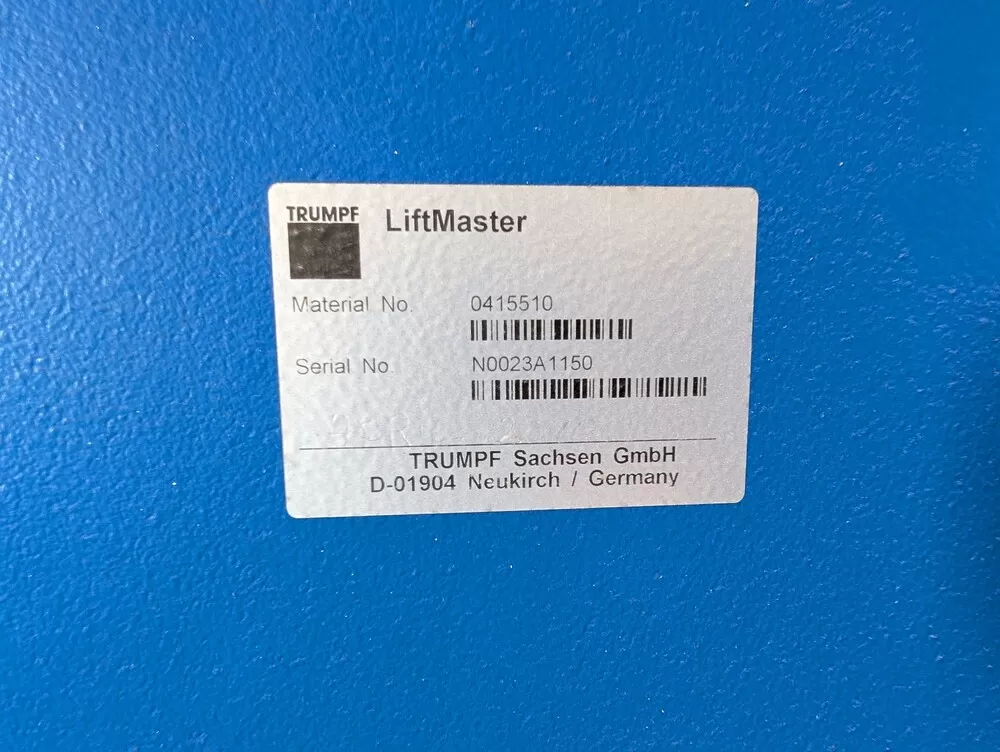 TRUMPF
LiftMaster
Material No. 0415510
Serial No. N0023A1150
TRUMPF Sachsen GmbH
D-01904 Neukirch / Germany